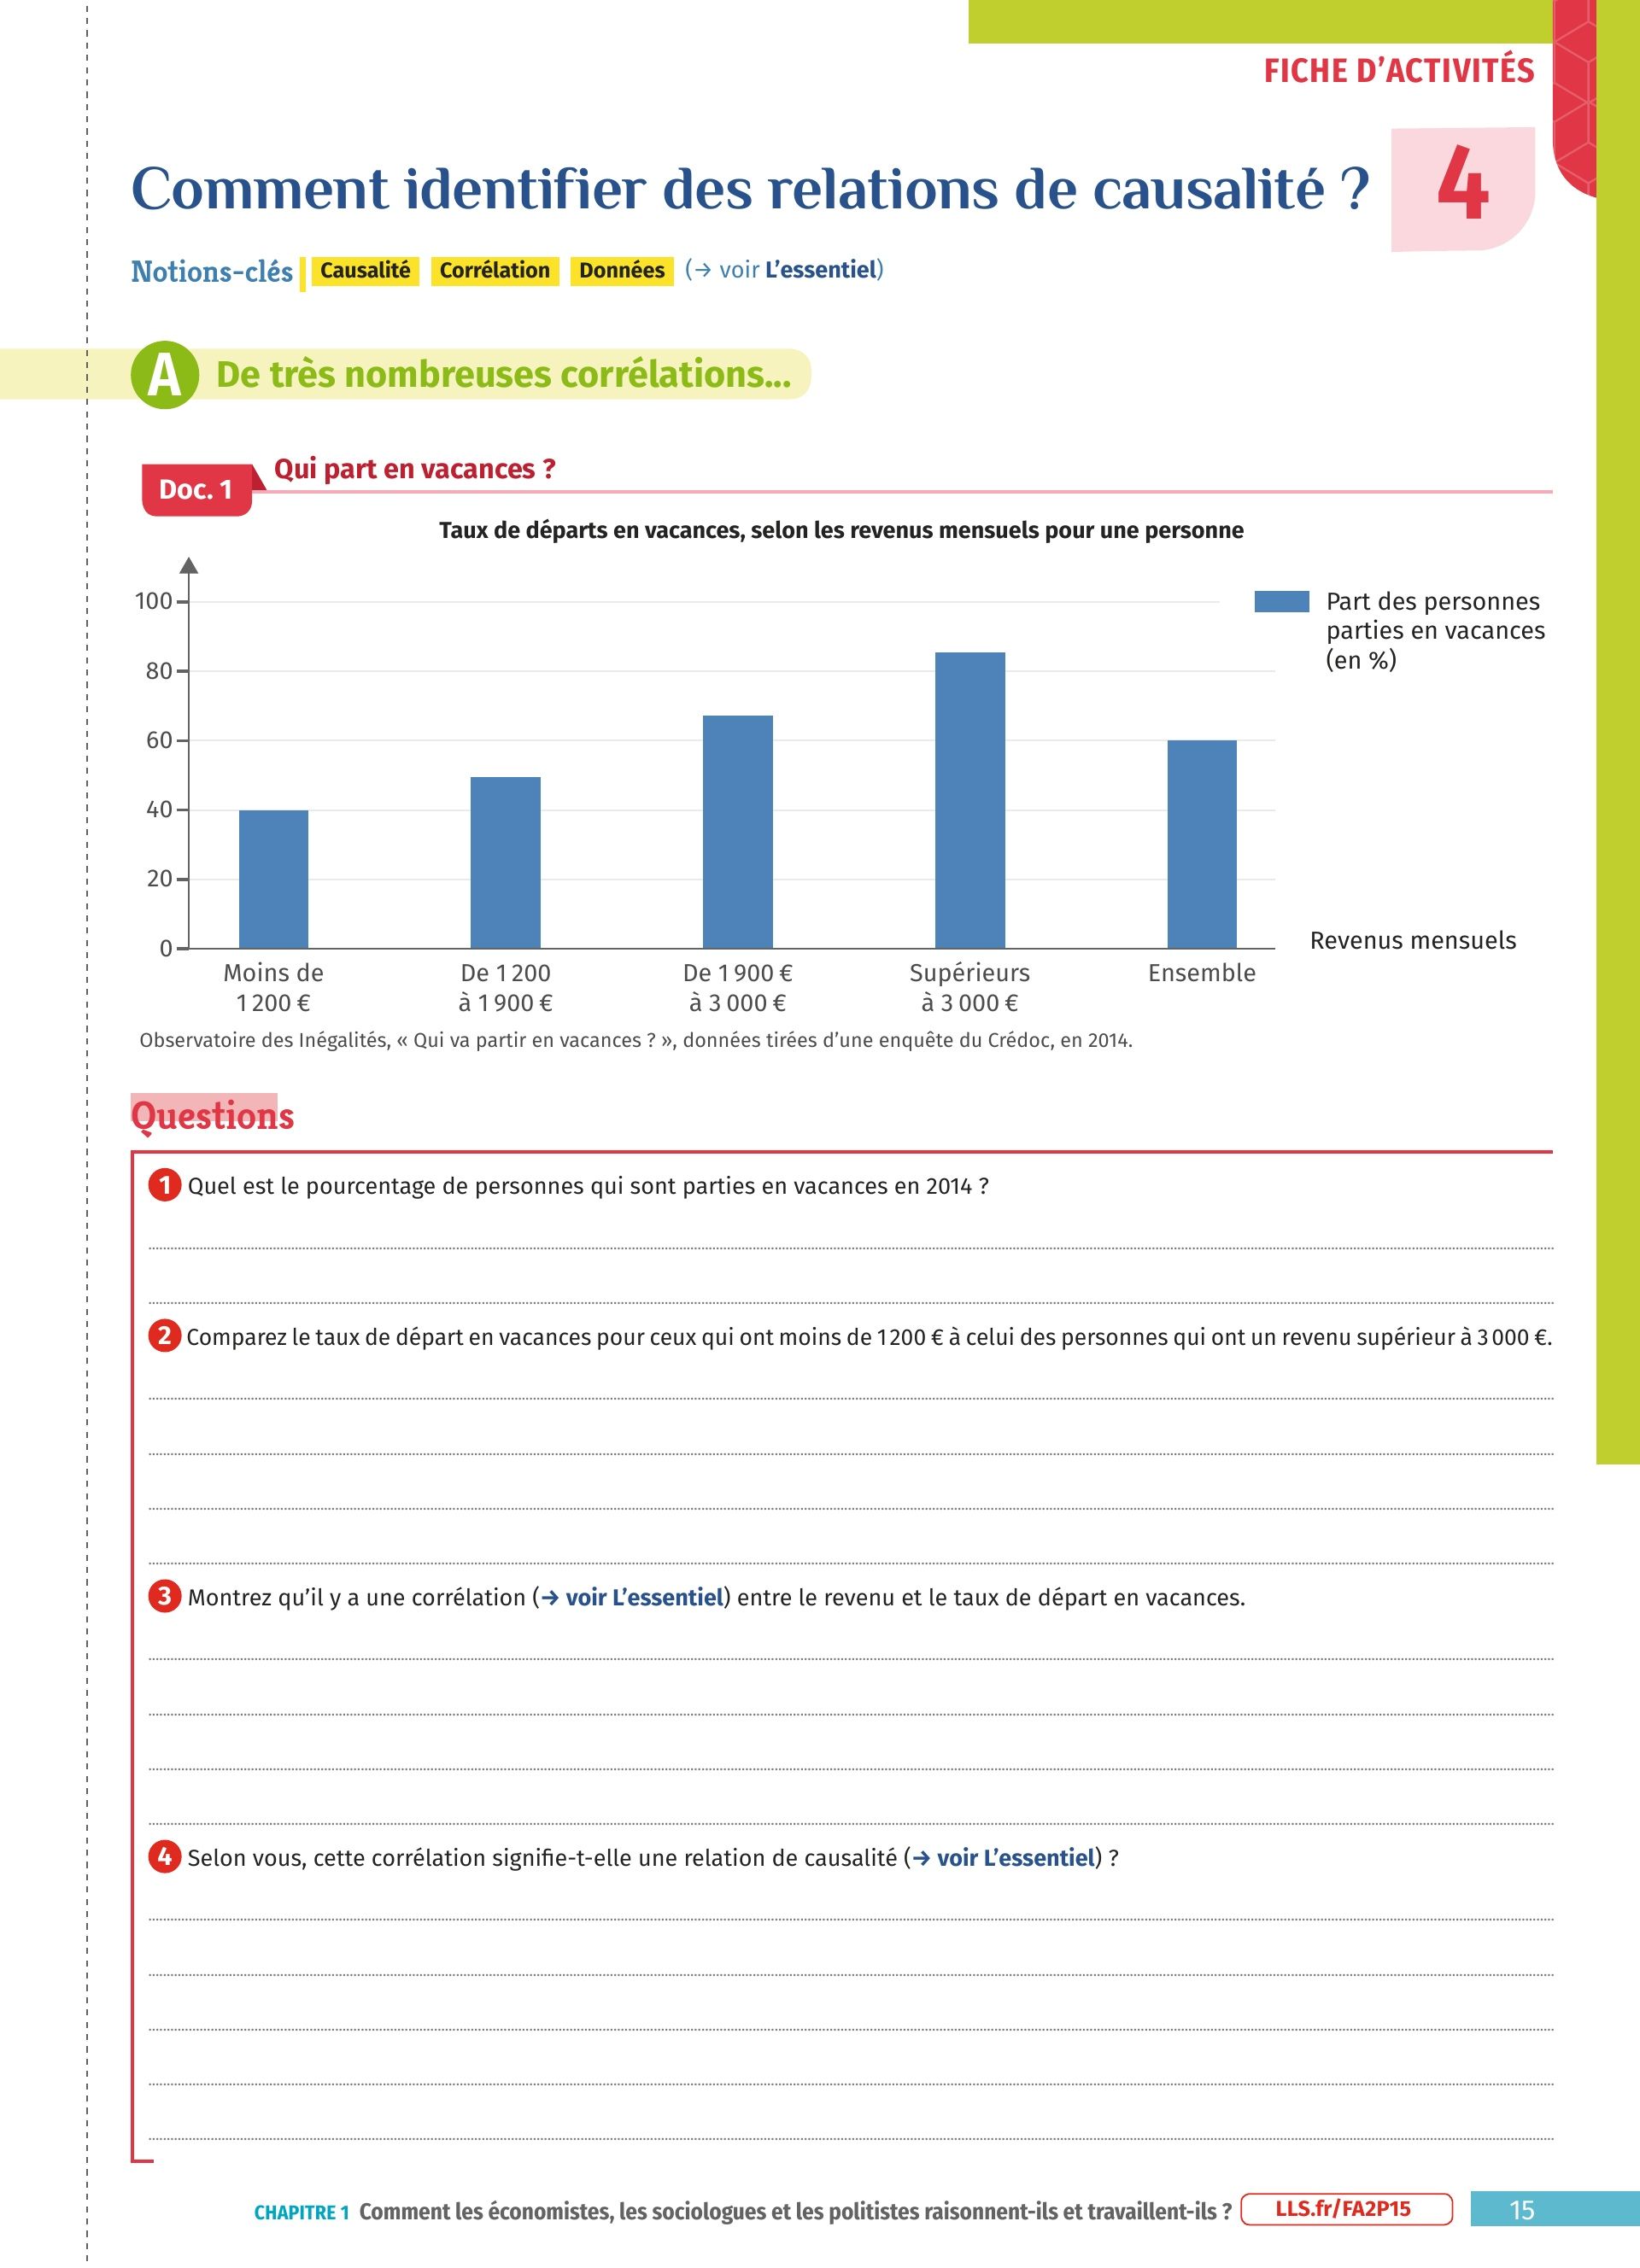 FICHE D’ACTIVITÉS
Comment identifier des relations de causalité ?
4
Notions-clés Causalité Corrélation Données (→ voir L’essentiel)
A De très nombreuses corrélations...
Doc. 1 Qui part en vacances ?
Taux de départs en vacances, selon les revenus mensuels pour une personne
100
80
60
40
20
0
Part des personnes
parties en vacances
(en %)
Revenus mensuels
Moins de
1 200 €
De 1 200
à 1 900 €
De 1 900 €
à 3 000 €
Supérieurs
à 3 000 €
Ensemble
Observatoire des Inégalités, « Qui va partir en vacances ? », données tirées d’une enquête du Crédoc, en 2014.
Questions
1 Quel est le pourcentage de personnes qui sont parties en vacances en 2014 ?
2 Comparez le taux de départ en vacances pour ceux qui ont moins de 1 200 € à celui des personnes qui ont un revenu supérieur à 3 000 €.
3 Montrez qu’il y a une corrélation (→ voir L’essentiel) entre le revenu et le taux de départ en vacances.
4 Selon vous, cette corrélation signifie-t-elle une relation de causalité (→ voir L’essentiel) ?
CHAPITRE 1 Comment les économistes, les sociologues et les politistes raisonnent-ils et travaillent-ils ? LLS.fr/FA2P15 15